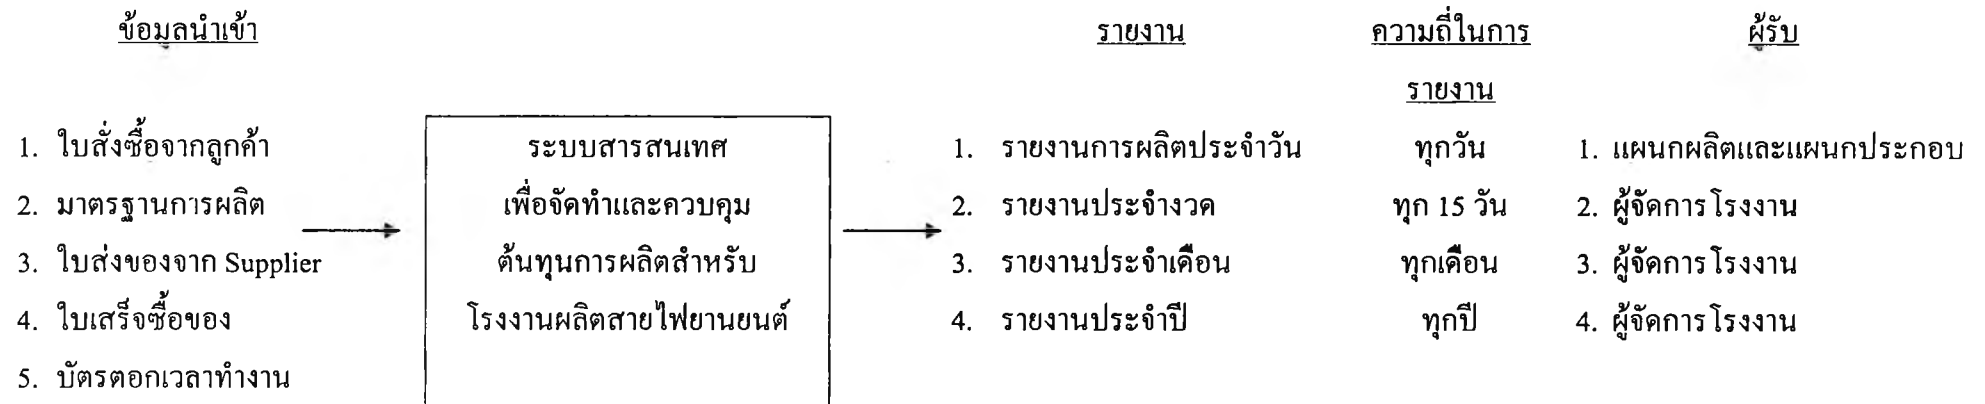 ข้อมูลนำเข้า
รายงาน
ความถี่ในการ
รายงาน
ผู้รับ
1. ใบสั่งซื้อจากลูกค้า
2. มาตรฐานการผลิต
3. ใบส่งของจาก Supplier
4. ใบเสร็จซื้อของ
5. บัตรตอกเวลาทำงาน
ระบบสารสนเทศ
เพื่อจัดทำและควบคุม
ต้นทุนการผลิตสำหรับ
โรงงานผลิตสายไฟยานยนต์
1. รายงานการผลิตประจำวัน ทุกวัน 1. แผนกผลิตและแผนกประกอบ
2. รายงานประจำงวด ทุก 15 วัน 2. ผู้จัดการโรงงาน
3. รายงานประจำเดือน ทุกเดือน 3. ผู้จัดการโรงงาน
4. รายงานประจำปี ทุกปี 4. ผู้จัดการโรงงาน